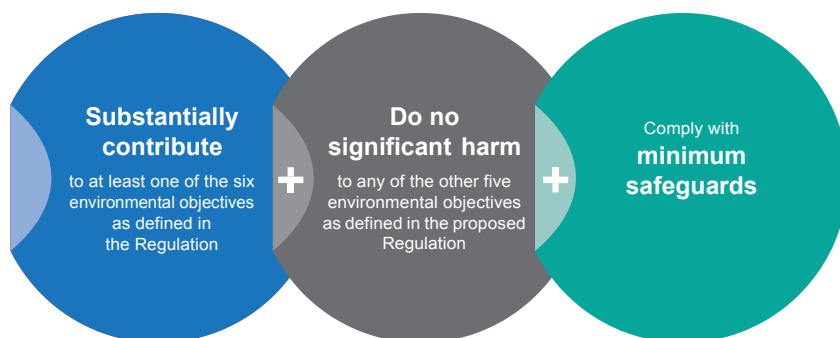 Substantially
contribute
to at least one of the six
environmental objectives
as defined in
the Regulation
+
Do no
significant harm
to any of the other five
environmental objectives
as defined in the proposed
Regulation
+
Comply with
minimum
safeguards